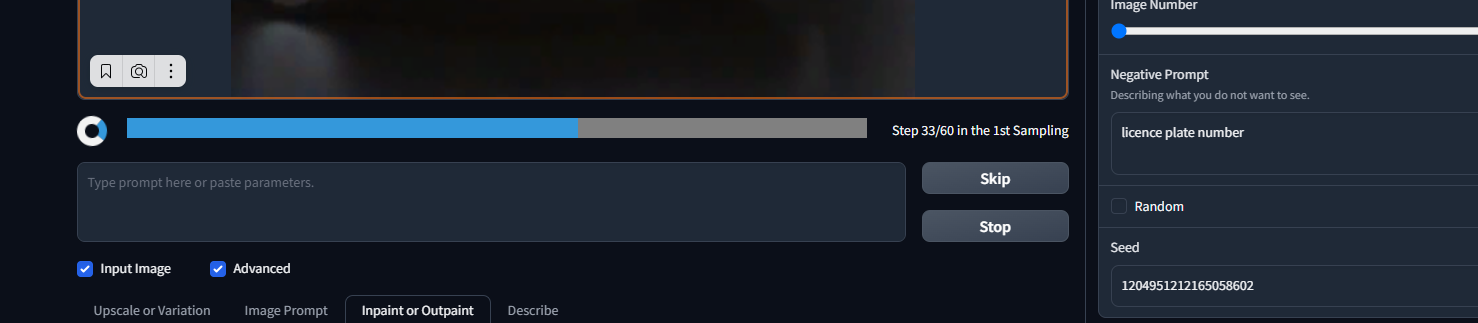 Image Number
Negative Prompt
Describing what you do not want to see.
licence plate number
Step 33/60 in the 1st Sampling
Type prompt here or paste parameters.
Skip
Stop
Random
Seed
1204951212165058602
Input Image
Advanced
Upscale or Variation
Image Prompt
Inpaint or Outpaint
Describe